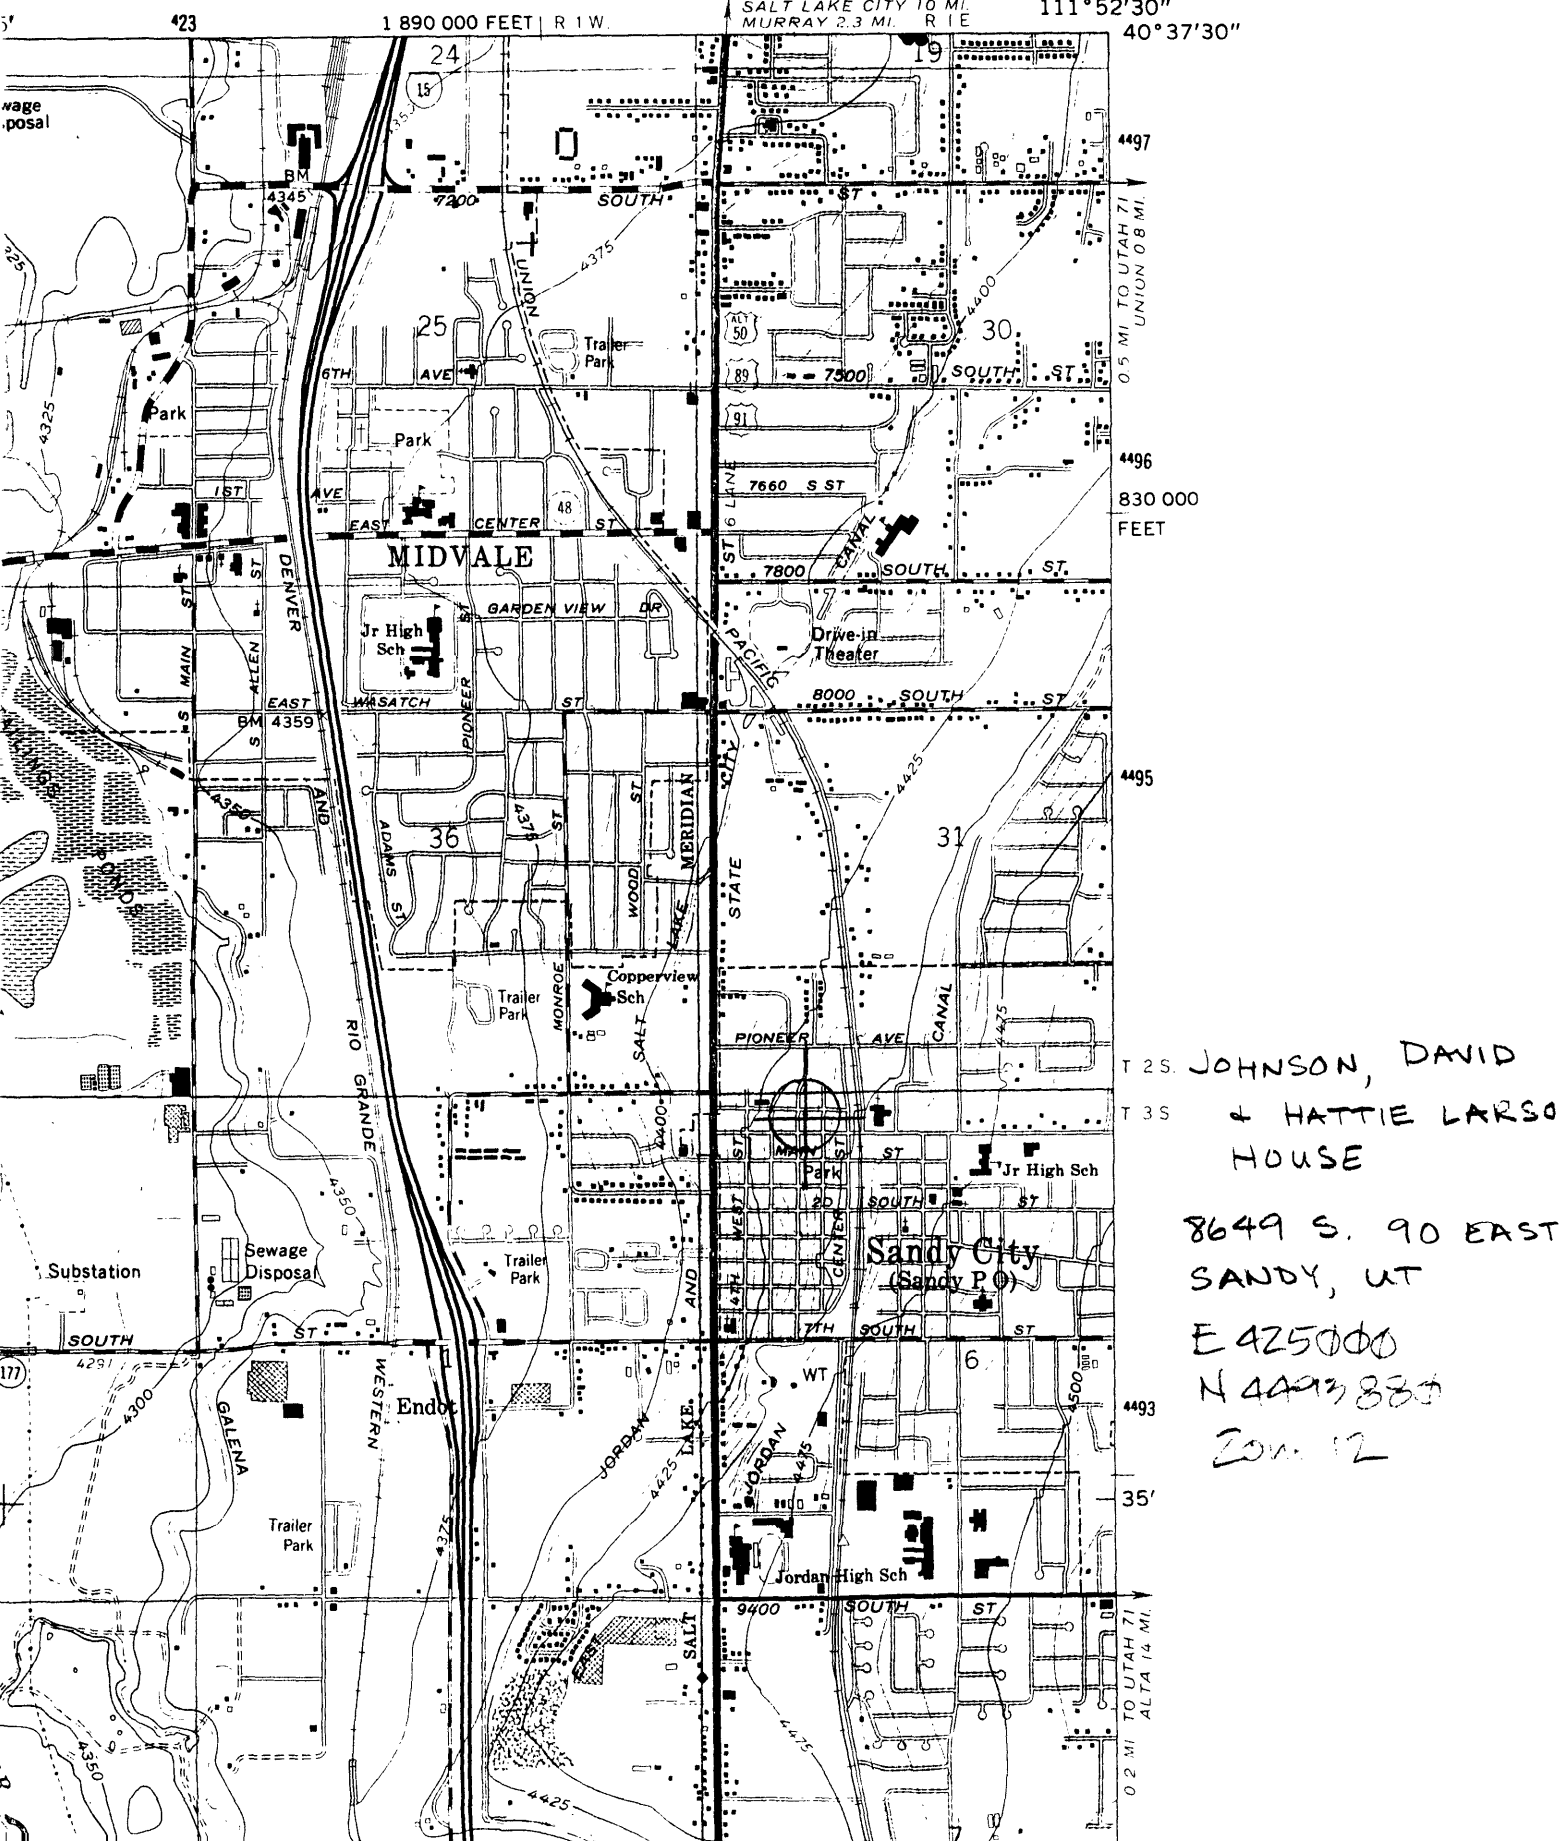 5'
423
1 890 000 FEET
R 1 W.
SALT LAKE CITY 10 MI.
MURRAY 2.3 MI.
R 1 E
111°52'30"
40°37'30"
24
19
15
4497
BM
4345
7200
SOUTH
ST
0.5 MI. TO UTAH 71
UNION 0.8 MI.
UNION
4375
4400
25
30
ALT
50
89
91
Trailer
Park
6TH
AVE
7500
SOUTH
ST
4325
Park
Park
1ST
AVE
48
EAST
CENTER
ST
6 LANE
ST
7660 S ST
4496
830 000
FEET
CANAL
MIDVALE
DENVER
7800
SOUTH
ST.
ST
ST
GARDEN VIEW
DR
ST
Jr High
Sch
PACIFIC
Drive-in
Theater
MAIN
S ALLEN
EAST
WASATCH
ST
8000
SOUTH
ST
PIONEER
S
BM 4359
CITY
4425
4495
4350
AND
PONDS
36
ADAMS
ST
4375
ST
ST
WOOD
MERIDIAN
STATE
31
LAKE
Trailer
Park
MONROE
Copperview
Sch
SALT
RIO
GRANDE
PIONEER
AVE
CANAL
4475
T 2 S.
T 3 S
JOHNSON, DAVID
& HATTIE LARSO
HOUSE
8649 S. 90 EAST
SANDY, UT
E 425000
N 4493880
Zone 12
4400
MAIN
ST
ST
ST
Park
Jr High Sch
2D
SOUTH
ST
4TH
WEST
CENTER
Sandy City
(Sandy P O)
4350
Sewage
Disposal
Substation
Trailer
Park
AND
7TH
SOUTH
ST
SOUTH
ST
4291
177
1
6
WT
4300
GALENA
WESTERN
Endot
JORDAN
LAKE
4425
JORDAN
4475
4500
4493
35'
Trailer
Park
4375
Jordan High Sch
9400
SOUTH
ST
SALT
EAST
0.2 MI. TO UTAH 71
ALTA 14 MI.
4350
4475
4425